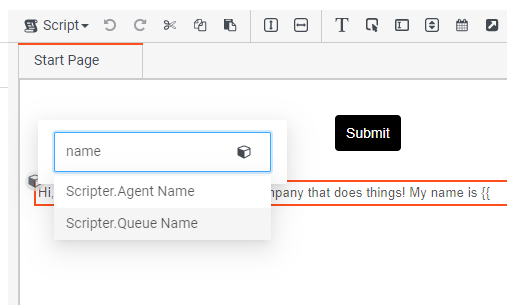 Script
T
Start Page
Submit
name
Hi, mpany that does things! My name is {{
Scripter.Agent Name
Scripter.Queue Name